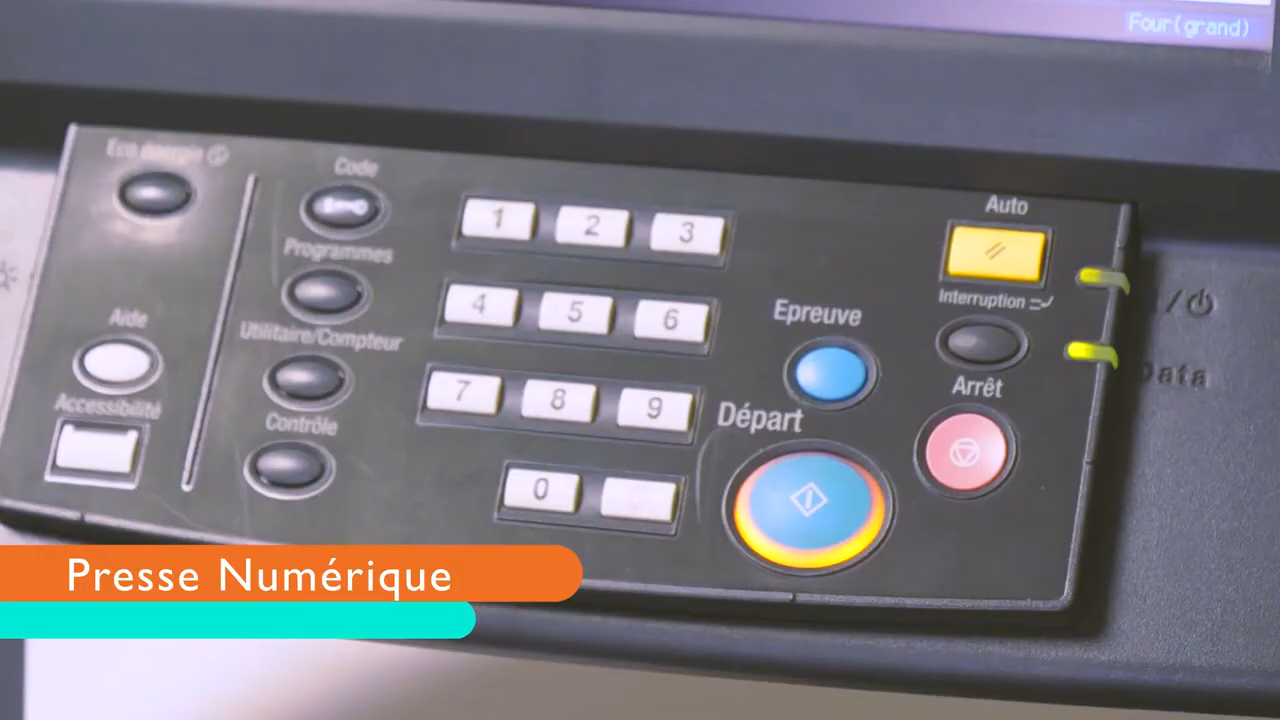 Four(grand)
Eco énergie
Code
Auto
1 2 3
Programmes
Interruption
4 5 6
Epreuve
Aide
Utilitaire/Compteur
Data
Arrêt
7 8 9
Départ
Accessibilité
Contrôle
0
Presse Numérique